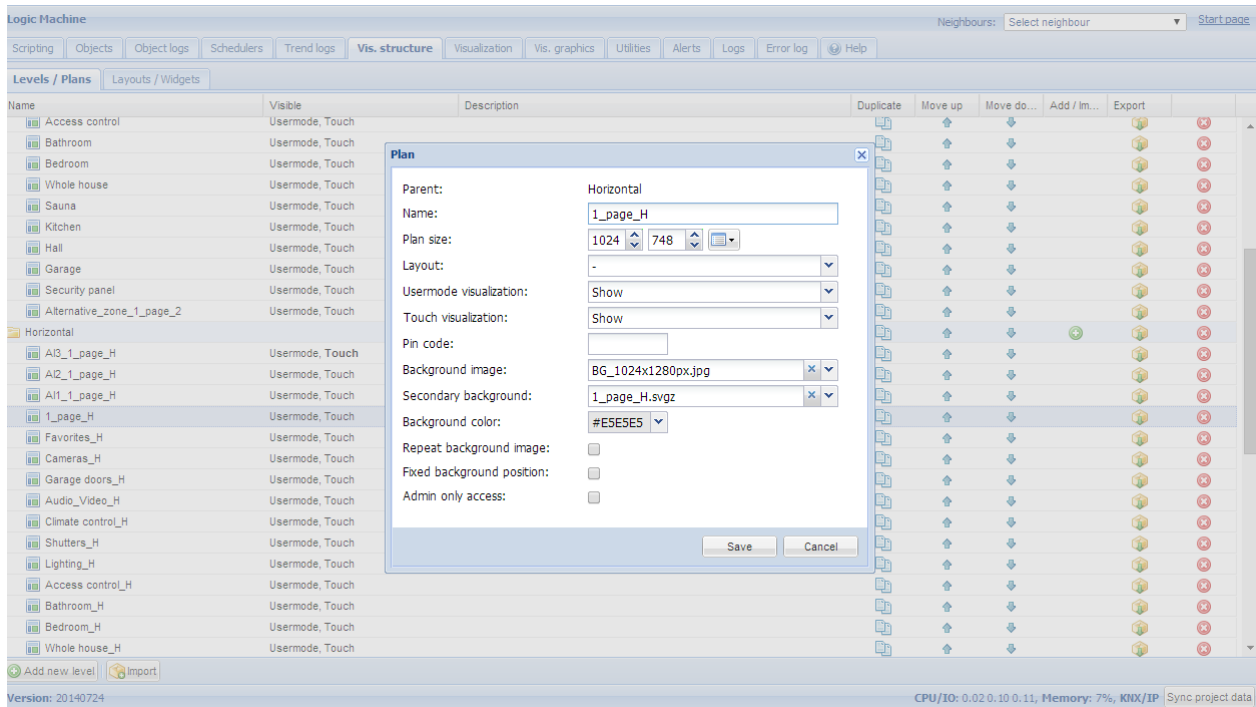 Logic Machine Neighbours: Select neighbour Start page
Scripting Objects Object logs Schedulers Trend logs Vis. structure Visualization Vis. graphics Utilities Alerts Logs Error log Help
Levels / Plans Layouts / Widgets
Name Visible Description Duplicate Move up Move do... Add / Im... Export
Access control Usermode, Touch
Bathroom Usermode, Touch
Bedroom Usermode, Touch
Whole house Usermode, Touch
Sauna Usermode, Touch
Kitchen Usermode, Touch
Hall Usermode, Touch
Garage Usermode, Touch
Security panel Usermode, Touch
Alternative_zone_1_page_2 Usermode, Touch
Horizontal
Al3_1_page_H Usermode, Touch
Al2_1_page_H Usermode, Touch
Al1_1_page_H Usermode, Touch
1_page_H Usermode, Touch
Favorites_H Usermode, Touch
Cameras_H Usermode, Touch
Garage doors_H Usermode, Touch
Audio_Video_H Usermode, Touch
Climate control_H Usermode, Touch
Shutters_H Usermode, Touch
Lighting_H Usermode, Touch
Access control_H Usermode, Touch
Bathroom_H Usermode, Touch
Bedroom_H Usermode, Touch
Whole house_H Usermode, Touch
Plan
Parent: Horizontal
Name: 1_page_H
Plan size: 1024 748
Layout: -
Usermode visualization: Show
Touch visualization: Show
Pin code:
Background image: BG_1024x1280px.jpg
Secondary background: 1_page_H.svgz
Background color: #E5E5E5
Repeat background image:
Fixed background position:
Admin only access:
Save Cancel
Add new level Import
Version: 20140724 CPU/IO: 0.02 0.10 0.11, Memory: 7%, KNX/IP Sync project data